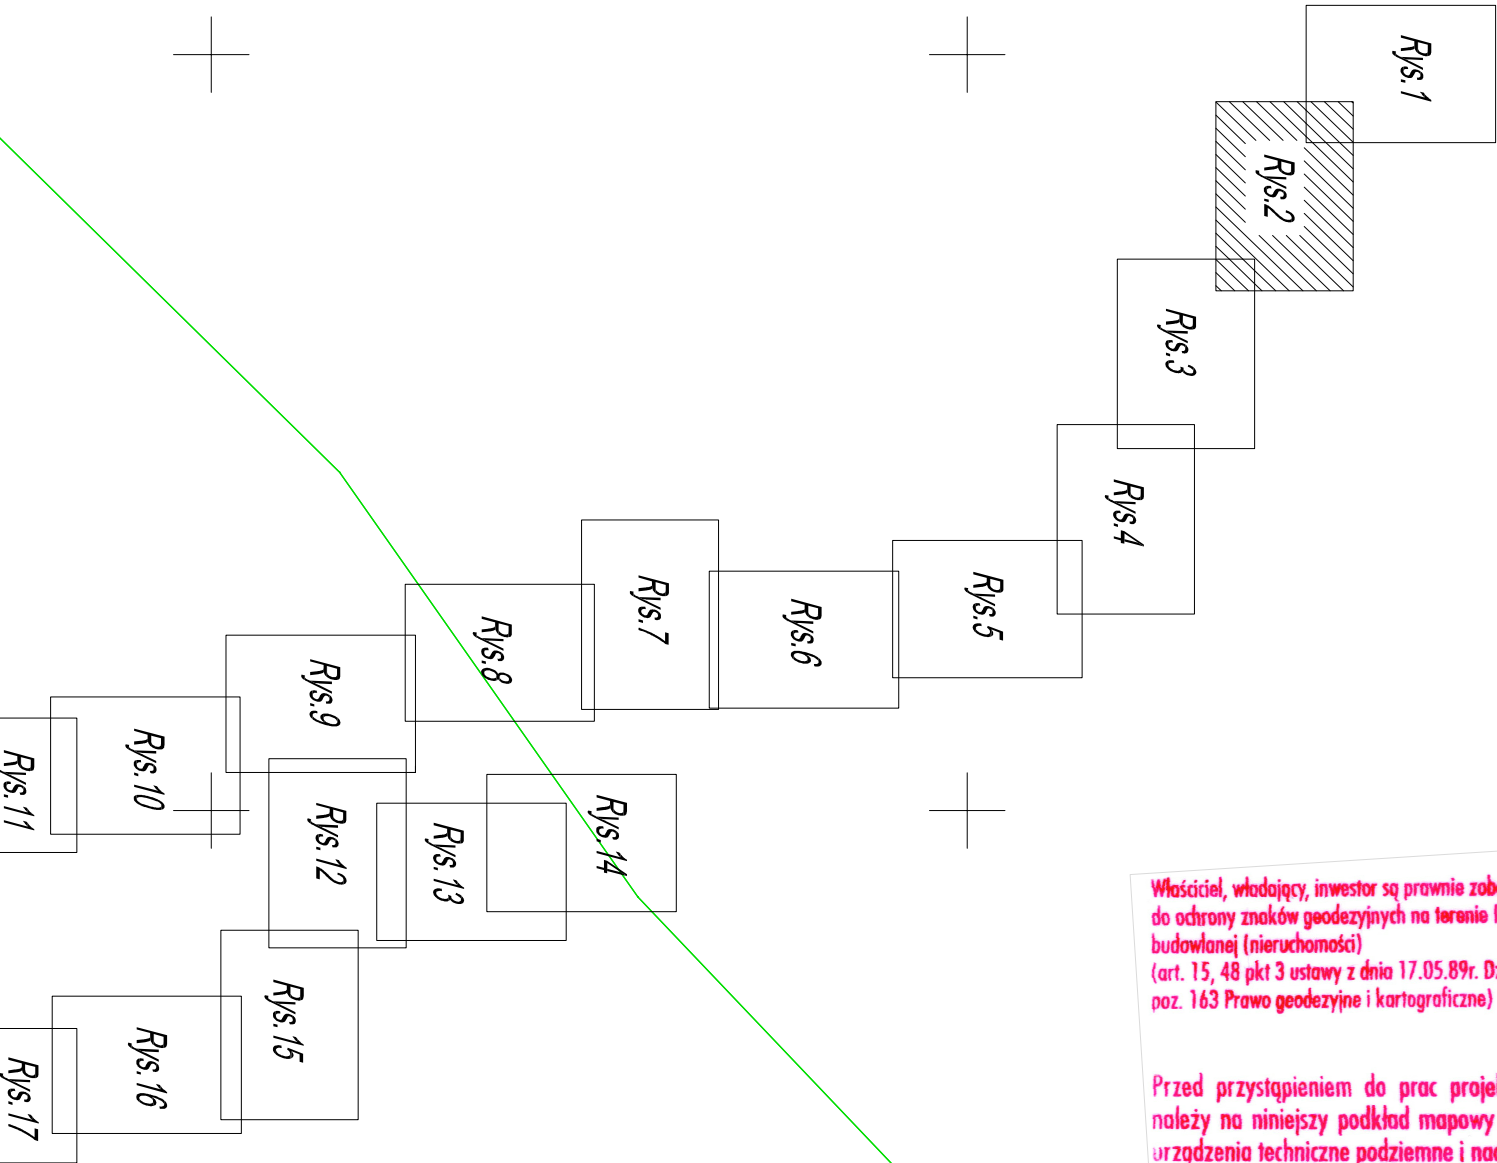 Rys.1
Rys.2
Rys.3
Rys.4
Rys.5
Rys.6
Rys.7
Rys.8
Rys.9
Rys.10
Rys.11
Rys.12
Rys.13
Rys.14
Rys.15
Rys.16
Rys.17
Właściciel, władający, inwestor są prawnie
do ochrony znaków geodezyjnych na terenie
budowlanej (nieruchomości)
(art. 15, 48 pkt 3 ustawy z dnia 17.05.89r.
poz. 163 Prawo geodezyjne i kartograficzne)
Przed przystąpieniem do prac
należy na niniejszy podkład mapowy
urządzenia techniczne podziemne i